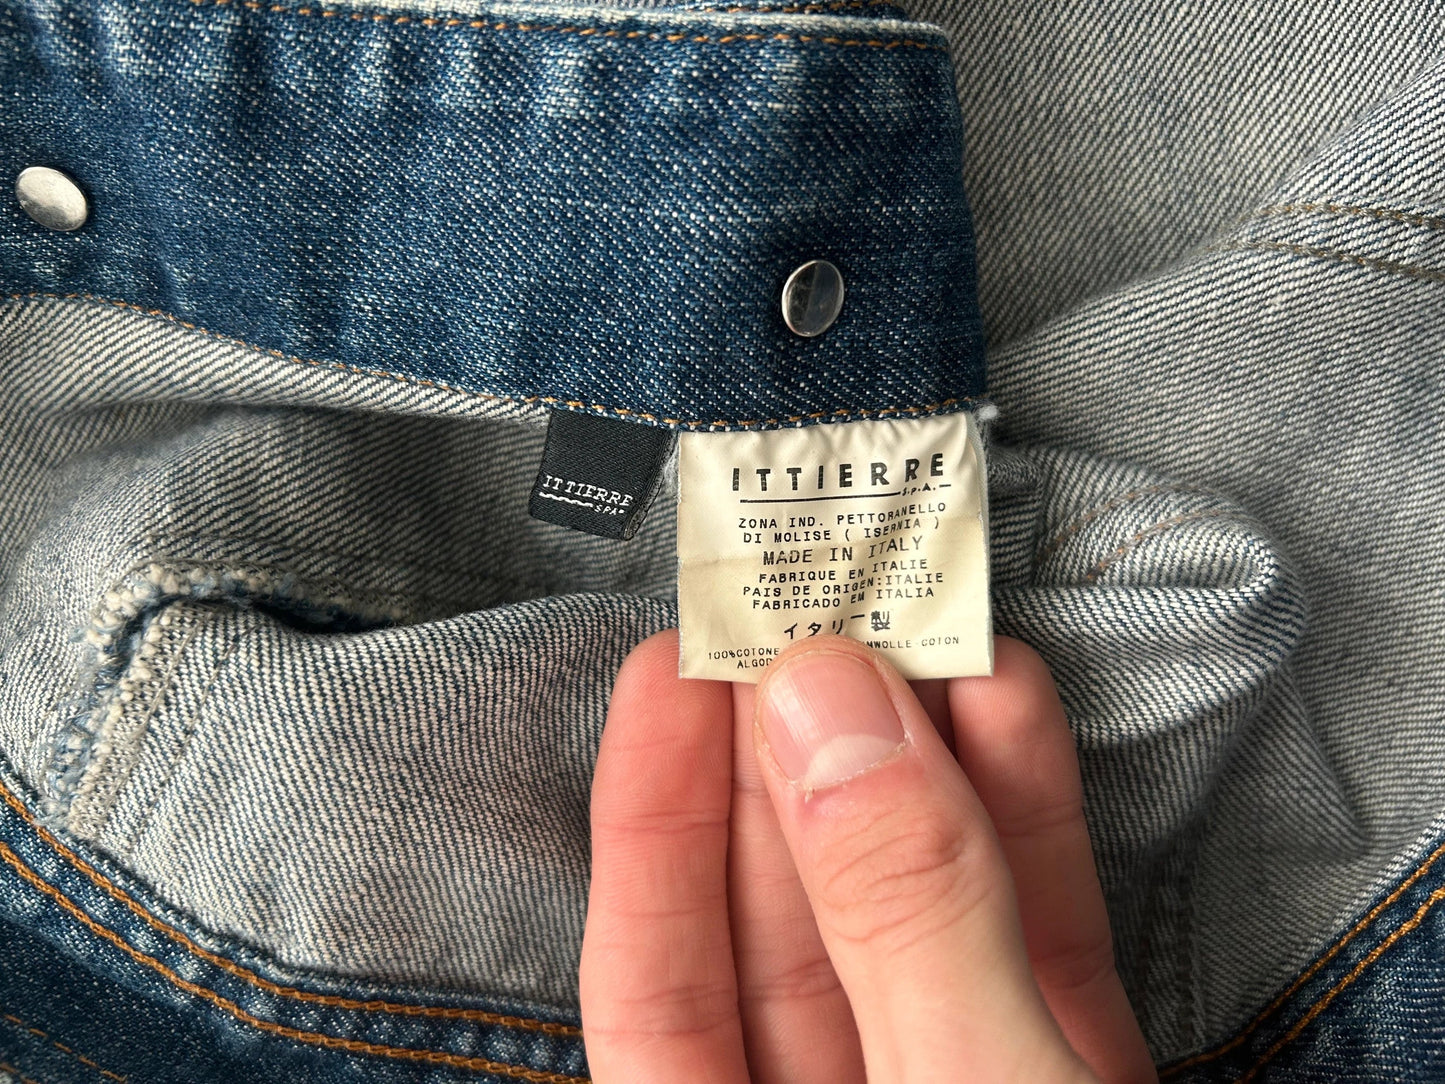 ITTIERRE
S.P.A.
ITTIERRE
S.P.A.
ZONA IND. PETTORANELLO
DI MOLISE ( ISERNIA )
MADE IN ITALY
FABRIQUE EN ITALIE
PAIS DE ORIGEN:ITALIE
FABRICADO EM ITALIA
イタリー製
100%COTONE MWOLLE-COTON
ALGOD